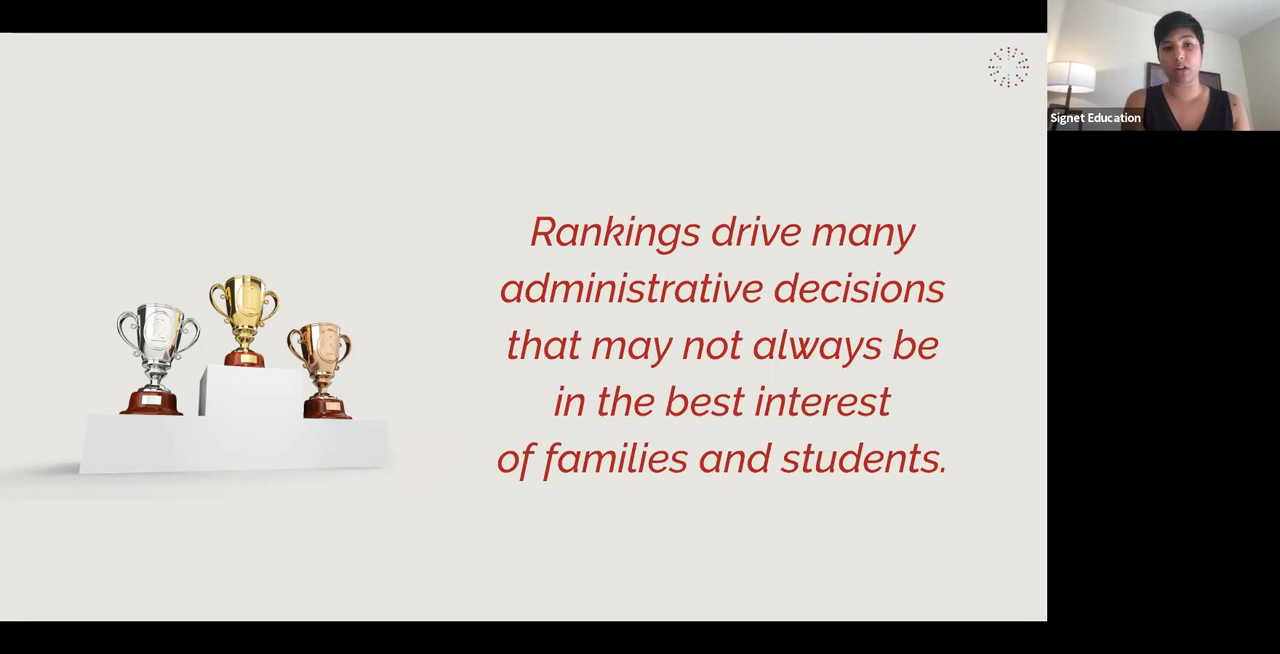 Rankings drive many
administrative decisions
that may not always be
in the best interest
of families and students.
Signet Education